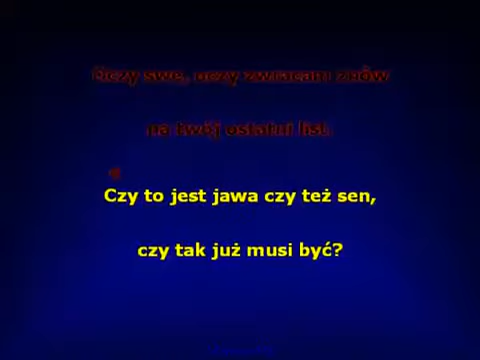 Oczy swe, oczy zwracam znów
na twój ostatni list.
Czy to jest jawa czy też sen,
czy tak już musi być?